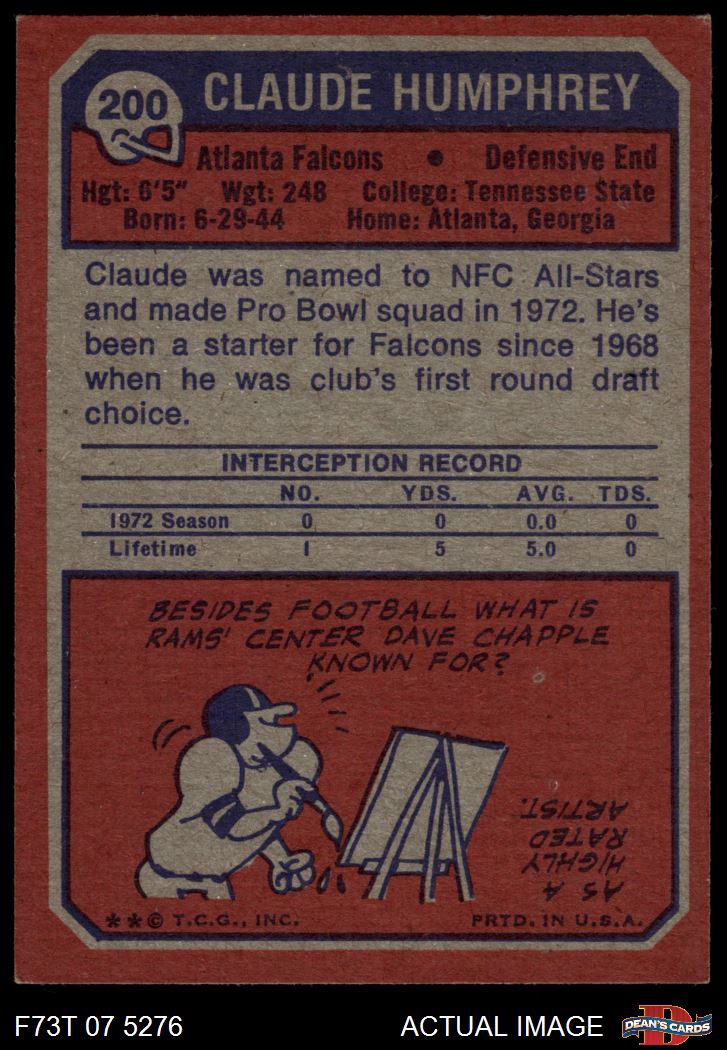 200
CLAUDE HUMPHREY
Atlanta Falcons • Defensive End
Hgt: 6'5" Wgt: 248 College: Tennessee State
Born: 6-29-44 Home: Atlanta, Georgia
Claude was named to NFC All-Stars
and made Pro Bowl squad in 1972. He's
been a starter for Falcons since 1968
when he was club's first round draft
choice.
INTERCEPTION RECORD
NO. YDS. AVG. TDS.
1972 Season 0 0 0.0 0
Lifetime 1 5 5.0 0
BESIDES FOOTBALL WHAT IS
RAMS' CENTER DAVE CHAPPLE
KNOWN FOR?
AS A
HIGHLY
RATED
ARTIST.
**© T.C.G., INC. PRTD. IN U.S.A.
F73T 07 5276 ACTUAL IMAGE
D
DEAN'S CARDS